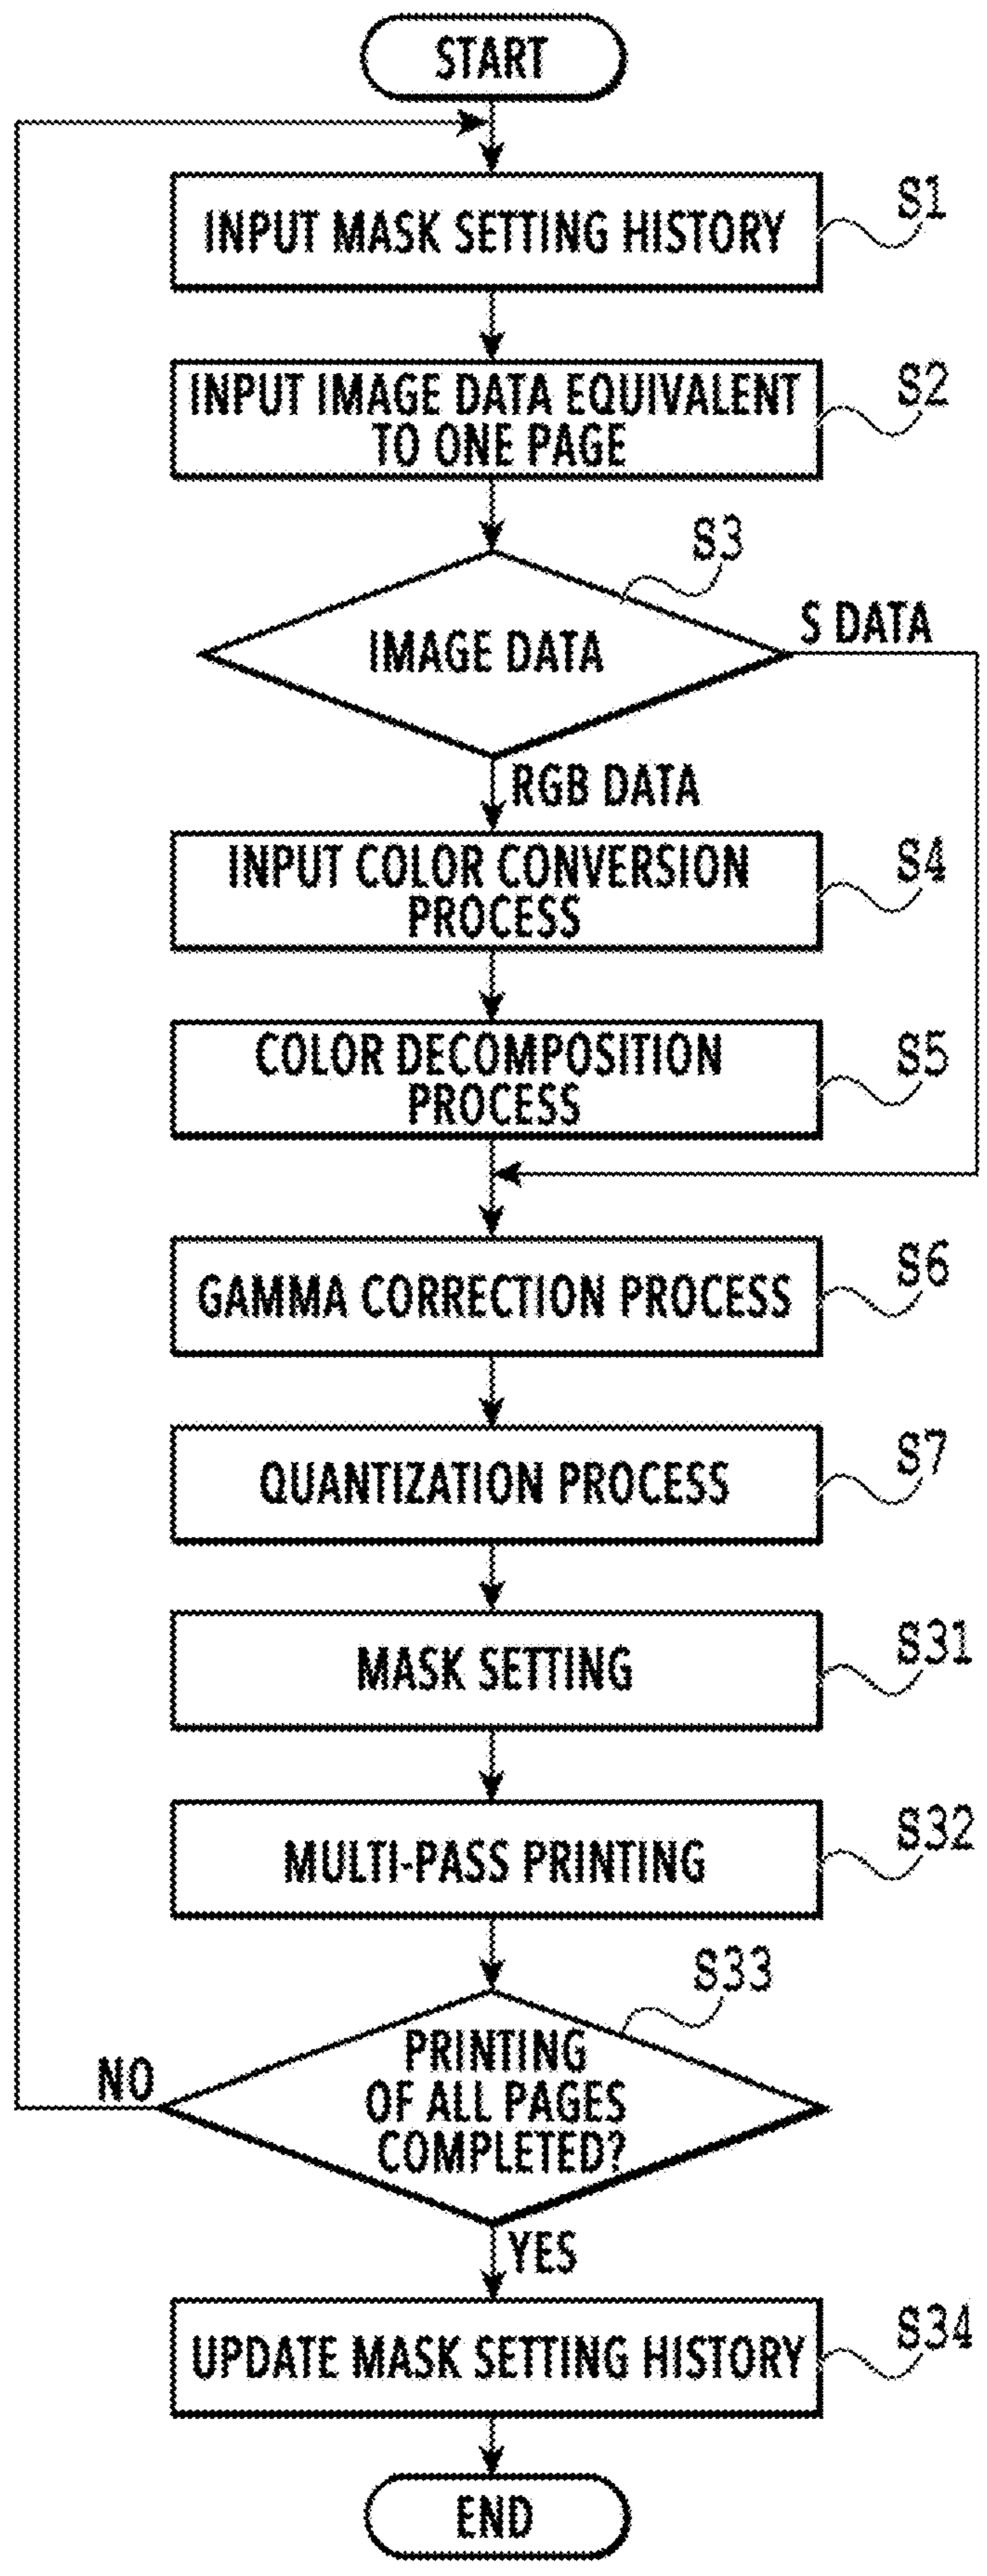 START
INPUT MASK SETTING HISTORY
S1
INPUT IMAGE DATA EQUIVALENT
TO ONE PAGE
S2
S3
IMAGE DATA
S DATA
RGB DATA
INPUT COLOR CONVERSION
PROCESS
S4
COLOR DECOMPOSITION
PROCESS
S5
GAMMA CORRECTION PROCESS
S6
QUANTIZATION PROCESS
S7
MASK SETTING
S31
MULTI-PASS PRINTING
S32
S33
PRINTING
OF ALL PAGES
COMPLETED?
NO
YES
UPDATE MASK SETTING HISTORY
S34
END